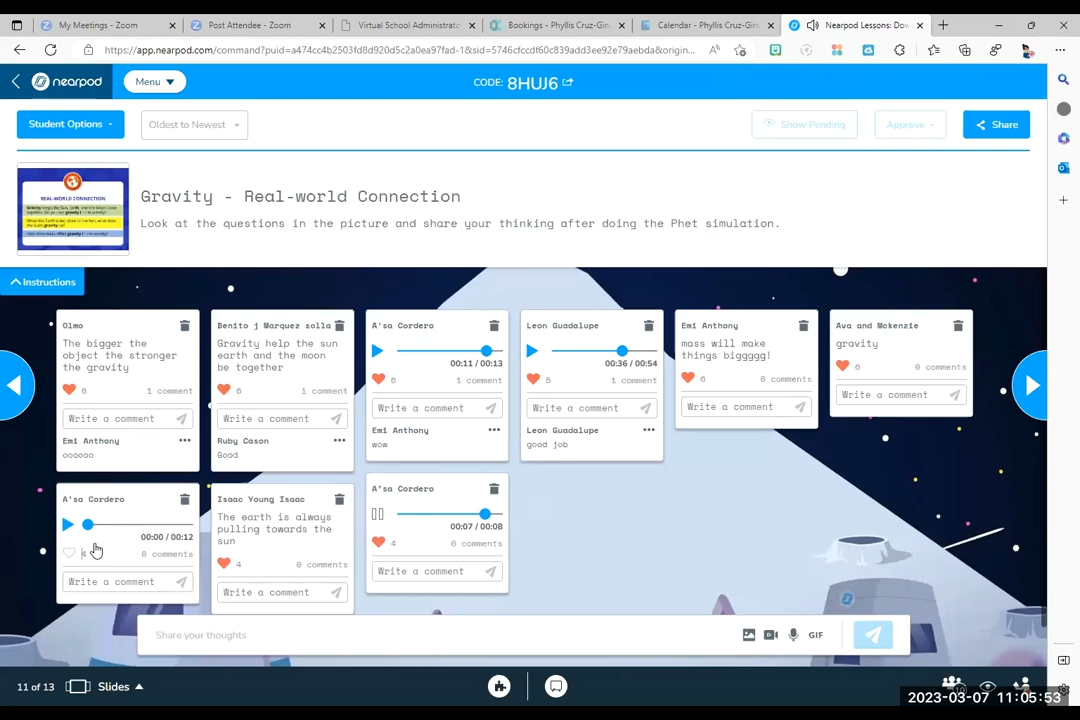 My Meetings - Zoom
Post Attendee - Zoom
Virtual School Administrato
Bookings - Phyllis Cruz-Gin
Calendar - Phyllis Cruz-Gin
Nearpod Lessons: Dow
https://app.nearpod.com/command?puid=a474cc4b2503fd8d920d5c2a0ea97fad-1&sid=5746cfccdf60c839add3ee92e79aebda&origin...
nearpod
Menu
CODE: 8HUJ6
Student Options
Oldest to Newest
Show Pending
Approve
Share
REAL-WORLD CONNECTION
Gravity - Real-world Connection
Look at the questions in the picture and share your thinking after doing the Phet simulation.
Instructions
Olmo
The bigger the
object the stronger
the gravity
6 1 comment
Write a comment
Emi Anthony
oooooo
Benito j Marquez solla
Gravity help the sun
earth and the moon
be together
6 1 comment
Write a comment
Ruby Cason
Good
A'sa Cordero
00:11 / 00:13
6 1 comment
Write a comment
Emi Anthony
wow
Leon Guadalupe
00:36 / 00:54
5 1 comment
Write a comment
Leon Guadalupe
good job
Emi Anthony
mass will make
things biggggg!
6 0 comments
Write a comment
Ava and Mckenzie
gravity
6 0 comments
Write a comment
A'sa Cordero
00:00 / 00:12
4 0 comments
Write a comment
Isaac Young Isaac
The earth is always
pulling towards the
sun
4 0 comments
Write a comment
A'sa Cordero
00:07 / 00:08
4 0 comments
Write a comment
Share your thoughts
GIF
11 of 13
Slides
10
2023-03-07 11:05:53